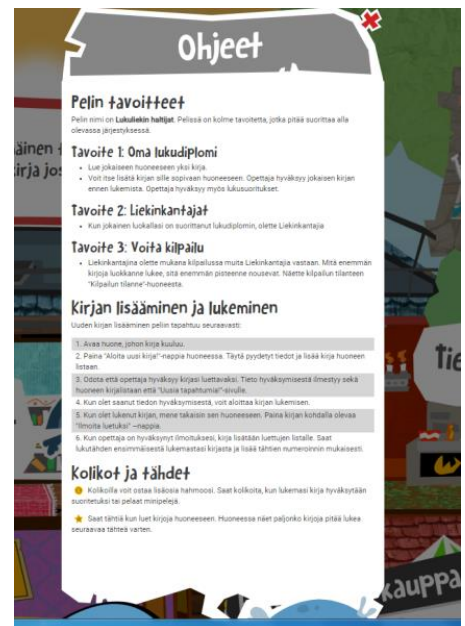 Ohjeet
äinen
irja jos
Pelin tavoitteet
Pelin nimi on Lukuliekin haltijat. Pelissä on kolme tavoitetta, jotka pitää suorittaa alla
olevassa järjestyksessä.
Tavoite 1: Oma lukudiplomi
• Lue jokaiseen huoneeseen yksi kirja.
• Voit itse lisätä kirjan sille sopivaan huoneeseen. Opettaja hyväksyy jokaisen kirjan
ennen lukemista. Opettaja hyväksyy myös lukusuoritukset.
Tavoite 2: Liekinkantajat
• Kun jokainen luokallasi on suorittanut lukudiplomin, olette Liekinkantajia
Tavoite 3: Voita kilpailu
• Liekinkantajina olette mukana kilpailussa muita Liekinkantajia vastaan. Mitä enemmän
kirjoja luokkanne lukee, sitä enemmän pisteenne nousevat. Näette kilpailun tilanteen
"Kilpailun tilanne"-huoneesta.
Kirjan lisääminen ja lukeminen
Uuden kirjan lisääminen peliin tapahtuu seuraavasti:
1. Avaa huone, johon kirja kuuluu.
2. Paina "Aloita uusi kirja!"-nappia huoneessa. Täytä pyydetyt tiedot ja lisää kirja huoneen
listaan.
3. Odota että opettaja hyväksyy kirjasi luettavaksi. Tieto hyväksymisestä ilmestyy sekä
huoneen kirjalistaan että "Uusia tapahtumia!"-sivulle.
4. Kun olet saanut tiedon hyväksymisestä, voit aloittaa kirjan lukemisen.
5. Kun olet lukenut kirjan, mene takaisin sen huoneeseen. Paina kirjan kohdalla olevaa
"Ilmoita luetuksi" –nappia.
6. Kun opettaja on hyväksynyt ilmoituksesi, kirja lisätään luettujen listalle. Saat
lukutähden ensimmäisestä lukemastasi kirjasta ja lisää tähtien numeroinnin mukaisesti.
Kolikot ja tähdet
Kolikoilla voit ostaa lisäosia hahmoosi. Saat kolikoita, kun lukemasi kirja hyväksytään
suoritetuksi tai pelaat minipelejä.
Saat tähtiä kun luet kirjoja huoneeseen. Huoneessa näet paljonko kirjoja pitää lukea
seuraavaa tähteä varten.
tie
kauppa